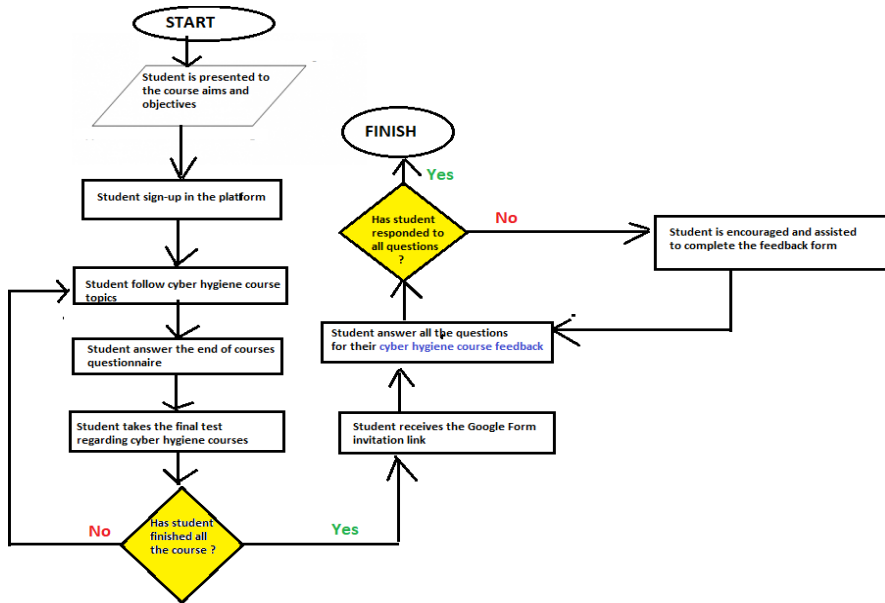 START
Student is presented to
the course aims and
objectives
Student sign-up in the platform
Student follow cyber hygiene course
topics
Student answer the end of courses
questionnaire
Student takes the final test
regarding cyber hygiene courses
Has student
finished all
the course ?
No
Yes
Student receives the Google Form
invitation link
Student answer all the questions
for their cyber hygiene course feedback
Has student
responded to
all questions
?
No
Student is encouraged and assisted
to complete the feedback form
Yes
FINISH